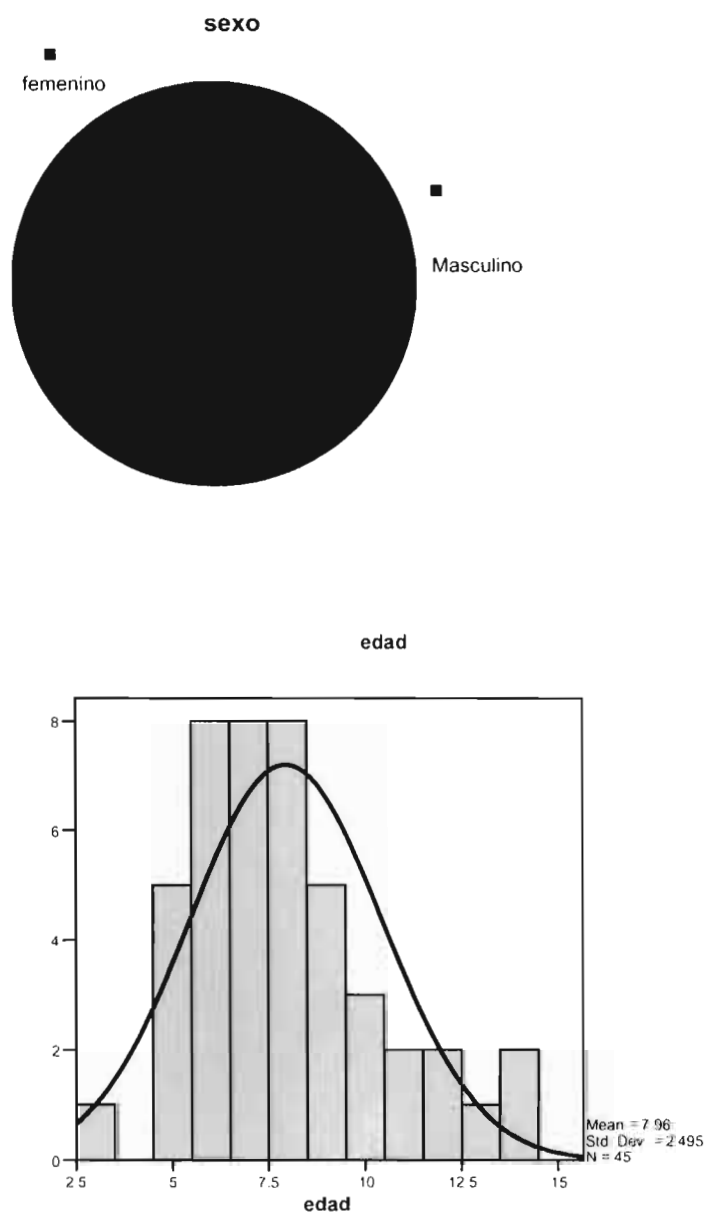 sexo
femenino
Masculino
edad
8
6
4
2
0
2 5
5
7.5
10
12 5
15
Mean = 7 96
Std Dev = 2 495
N = 45
edad